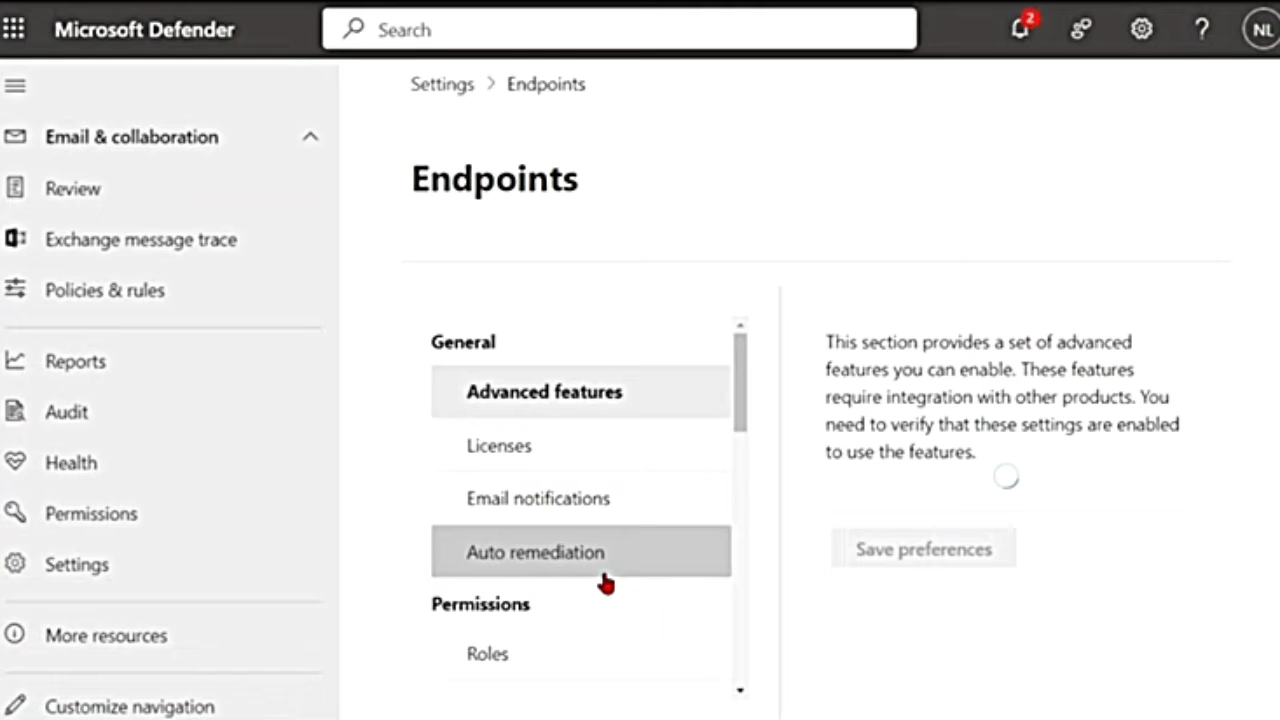 Microsoft Defender
Search
2
NL
Settings > Endpoints
Email & collaboration
Review
Exchange message trace
Policies & rules
Reports
Audit
Health
Permissions
Settings
More resources
Customize navigation
Endpoints
General
Advanced features
Licenses
Email notifications
Auto remediation
Permissions
Roles
This section provides a set of advanced
features you can enable. These features
require integration with other products. You
need to verify that these settings are enabled
to use the features.
Save preferences